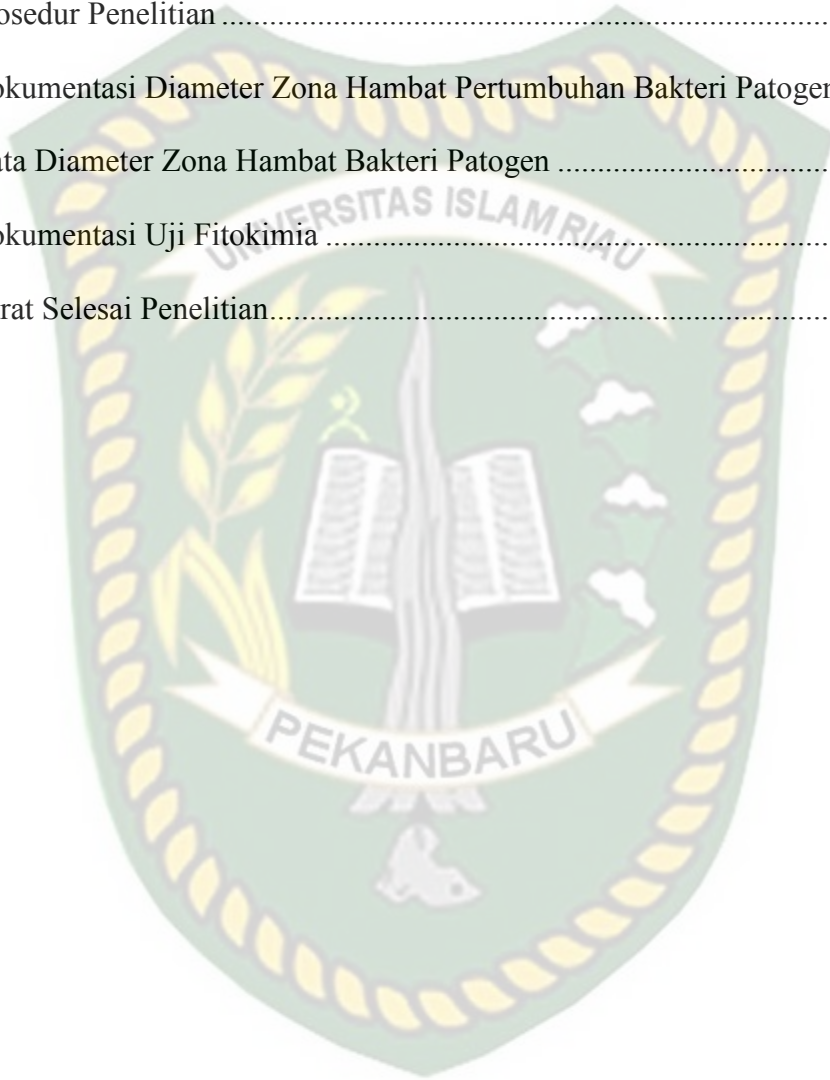 osedur Penelitian ................................................................
okumentasi Diameter Zona Hambat Pertumbuhan Bakteri Patogen
ata Diameter Zona Hambat Bakteri Patogen ..................................
UNIVERSITAS ISLAM RIAU
okumentasi Uji Fitokimia ................................................................
rat Selesai Penelitian......................................................................
PEKANBARU